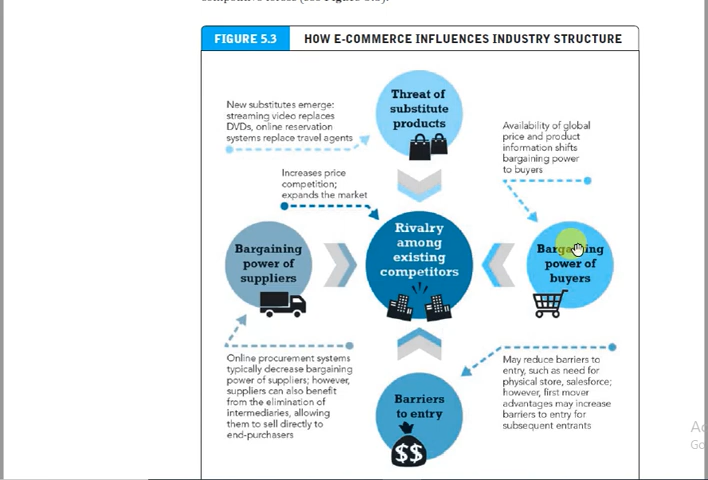 FIGURE 5.3
HOW E-COMMERCE INFLUENCES INDUSTRY STRUCTURE
Threat of
substitute
products
New substitutes emerge:
streaming video replaces
DVDs, online reservation
systems replace travel agents
Availability of global
price and product
information shifts
bargaining power
to buyers
Increases price
competition;
expands the market
Bargaining
power of
suppliers
Rivalry
among
existing
competitors
Bargaining
power of
buyers
Online procurement systems
typically decrease bargaining
power of suppliers; however,
suppliers can also benefit
from the elimination of
intermediaries, allowing
them to sell directly to
end-purchasers
May reduce barriers to
entry, such as need for
physical store, salesforce;
however, first mover
advantages may increase
barriers to entry for
subsequent entrants
Barriers
to entry
$$